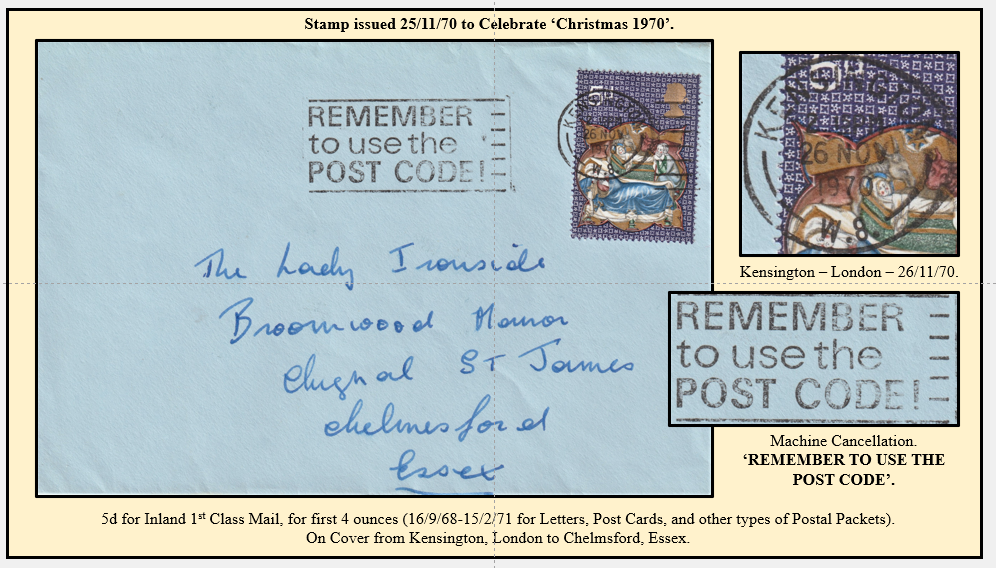 Stamp issued 25/11/70 to Celebrate ‘Christmas 1970’.
REMEMBER
to use the
POST CODE!
5d
26 NOV
W.8.
The Lady Ironside
Broomwood Manor
Chignal St James
Chelmsford
Essex
5d
26 NOV
1970
W.8.
Kensington – London – 26/11/70.
REMEMBER
to use the
POST CODE!
Machine Cancellation.
‘REMEMBER TO USE THE
POST CODE’.
5d for Inland 1st Class Mail, for first 4 ounces (16/9/68-15/2/71 for Letters, Post Cards, and other types of Postal Packets).
On Cover from Kensington, London to Chelmsford, Essex.